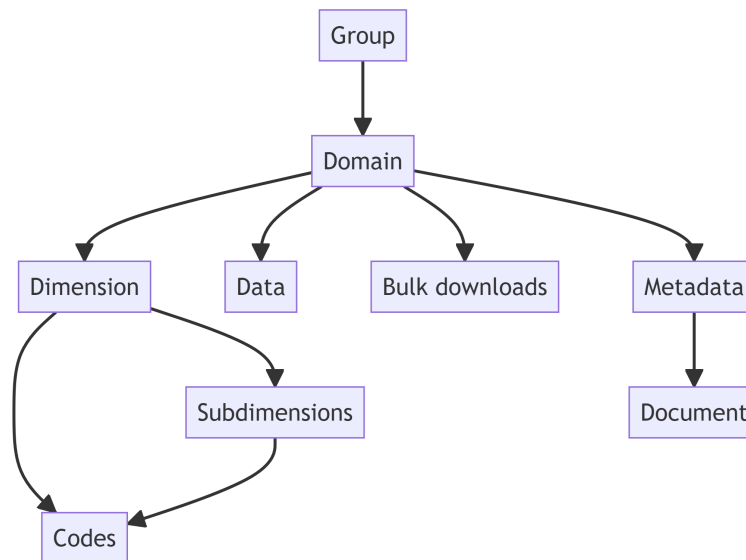 Group
Domain
Dimension
Data
Bulk downloads
Metadata
Subdimensions
Document
Codes